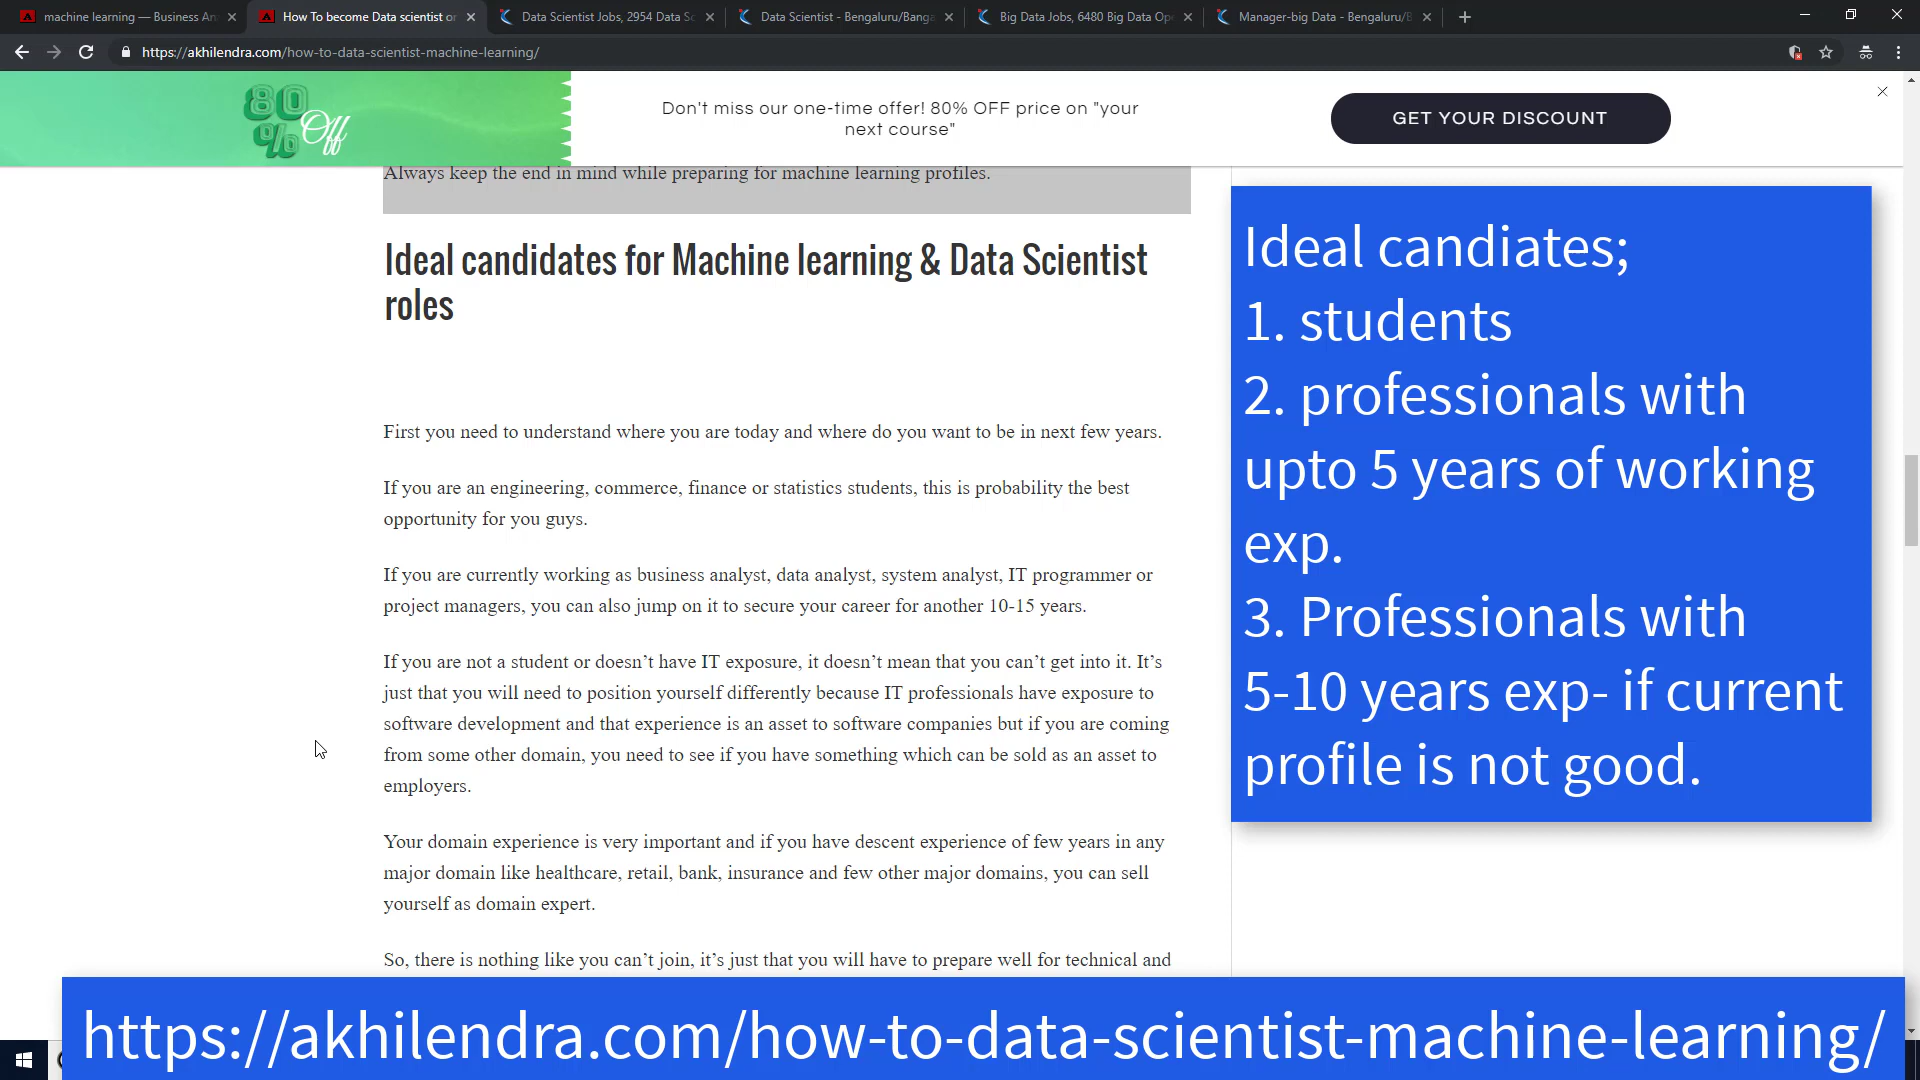 machine learning — Business An
How To become Data scientist or
Data Scientist Jobs, 2954 Data Sc
Data Scientist - Bengaluru/Banga
Big Data Jobs, 6480 Big Data Ope
Manager-big Data - Bengaluru/B
https://akhilendra.com/how-to-data-scientist-machine-learning/
80
% Off
Don't miss our one-time offer! 80% OFF price on "your
next course"
GET YOUR DISCOUNT
Always keep the end in mind while preparing for machine learning profiles.
Ideal candidates for Machine learning & Data Scientist
roles
First you need to understand where you are today and where do you want to be in next few years.
If you are an engineering, commerce, finance or statistics students, this is probability the best
opportunity for you guys.
If you are currently working as business analyst, data analyst, system analyst, IT programmer or
project managers, you can also jump on it to secure your career for another 10-15 years.
If you are not a student or doesn’t have IT exposure, it doesn’t mean that you can’t get into it. It’s
just that you will need to position yourself differently because IT professionals have exposure to
software development and that experience is an asset to software companies but if you are coming
from some other domain, you need to see if you have something which can be sold as an asset to
employers.
Your domain experience is very important and if you have descent experience of few years in any
major domain like healthcare, retail, bank, insurance and few other major domains, you can sell
yourself as domain expert.
So, there is nothing like you can’t join, it’s just that you will have to prepare well for technical and
Ideal candiates;
1. students
2. professionals with
upto 5 years of working
exp.
3. Professionals with
5-10 years exp- if current
profile is not good.
https://akhilendra.com/how-to-data-scientist-machine-learning/